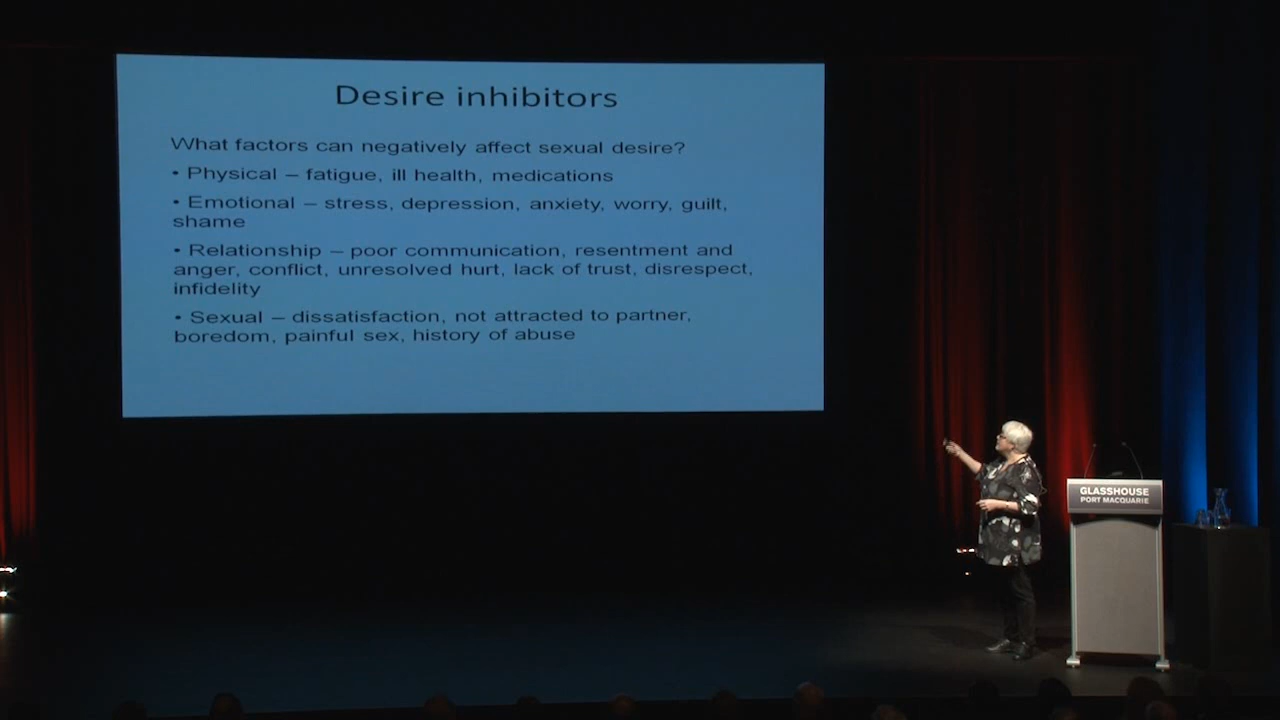 Desire inhibitors
What factors can negatively affect sexual desire?
• Physical – fatigue, ill health, medications
• Emotional – stress, depression, anxiety, worry, guilt,
shame
• Relationship – poor communication, resentment and
anger, conflict, unresolved hurt, lack of trust, disrespect,
infidelity
• Sexual – dissatisfaction, not attracted to partner,
boredom, painful sex, history of abuse
GLASSHOUSE
PORT MACQUARIE